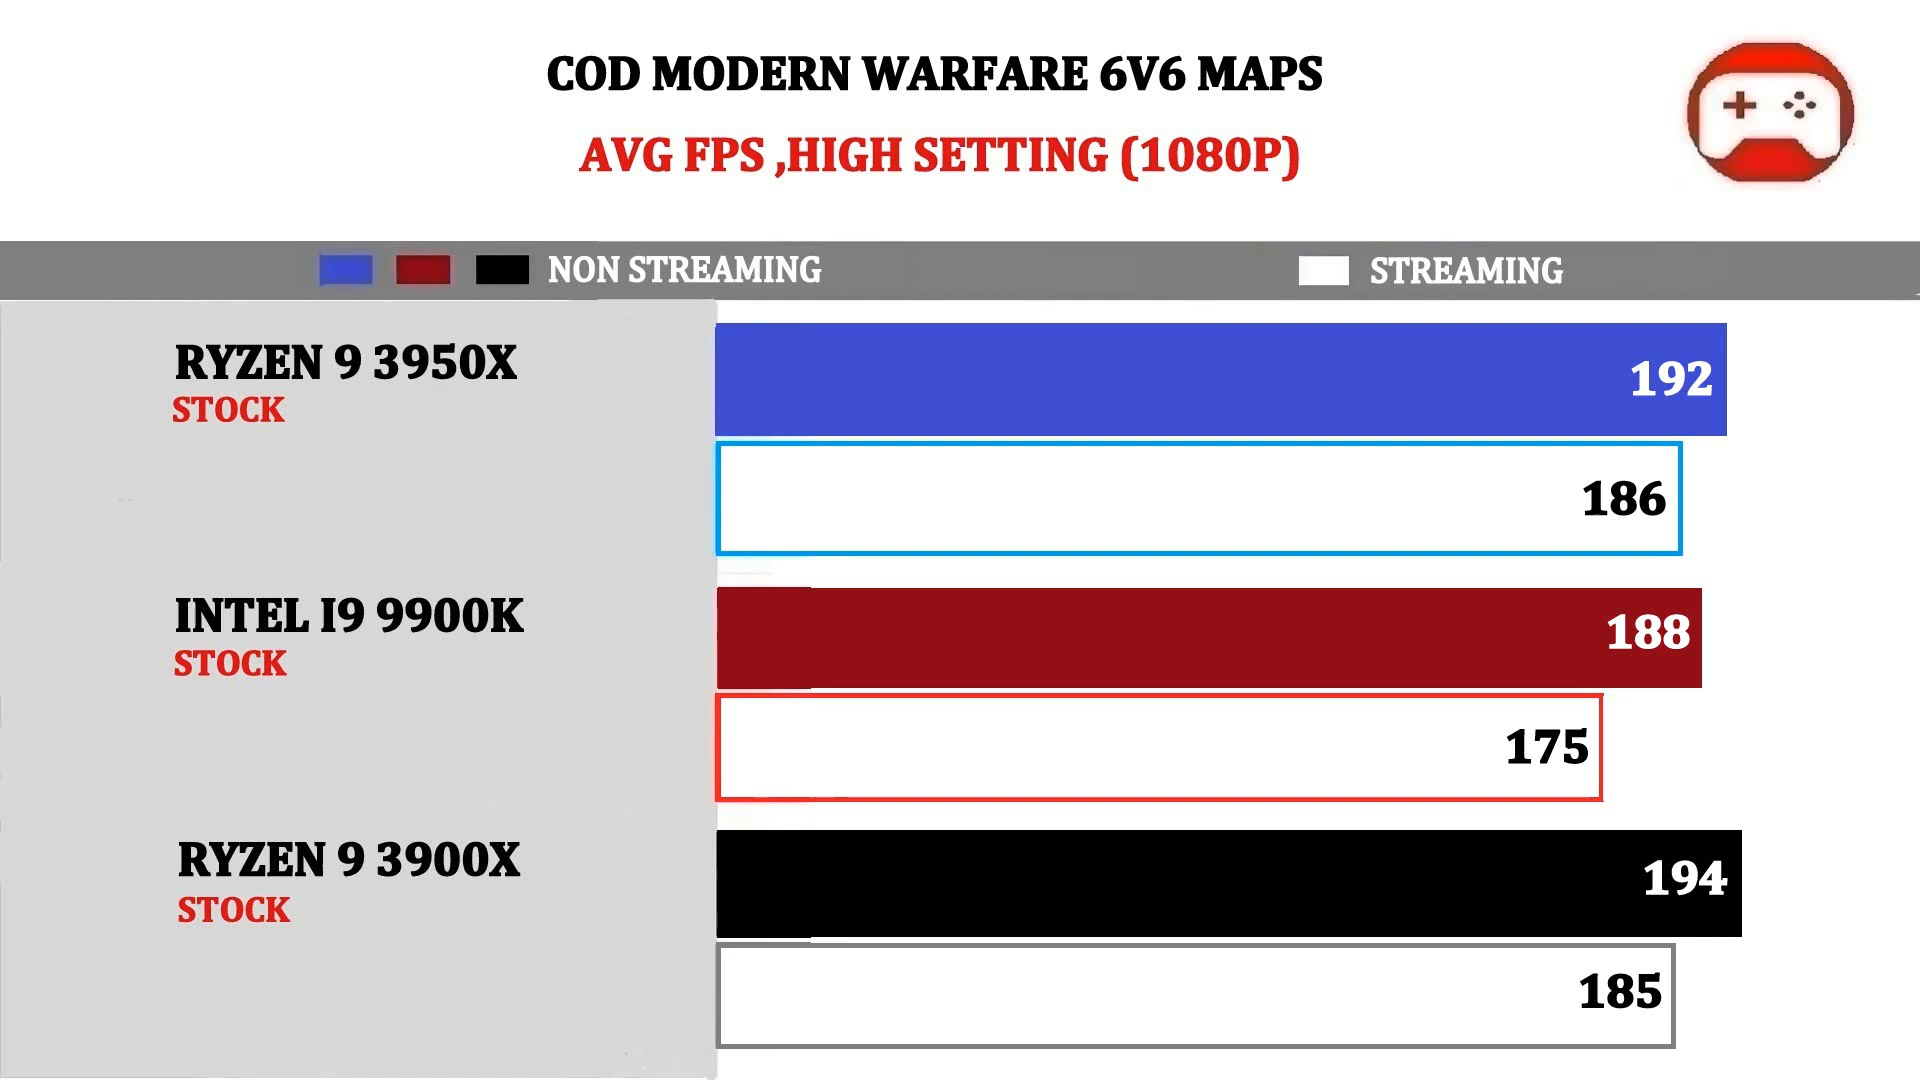 COD MODERN WARFARE 6V6 MAPS
AVG FPS ,HIGH SETTING (1080P)
NON STREAMING STREAMING
RYZEN 9 3950X
STOCK
192
186
INTEL I9 9900K
STOCK
188
175
RYZEN 9 3900X
STOCK
194
185